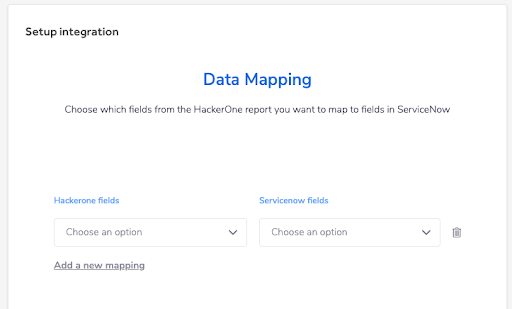 Setup integration
Data Mapping
Choose which fields from the HackerOne report you want to map to fields in ServiceNow
Hackerone fields
Servicenow fields
Choose an option
Choose an option
Add a new mapping